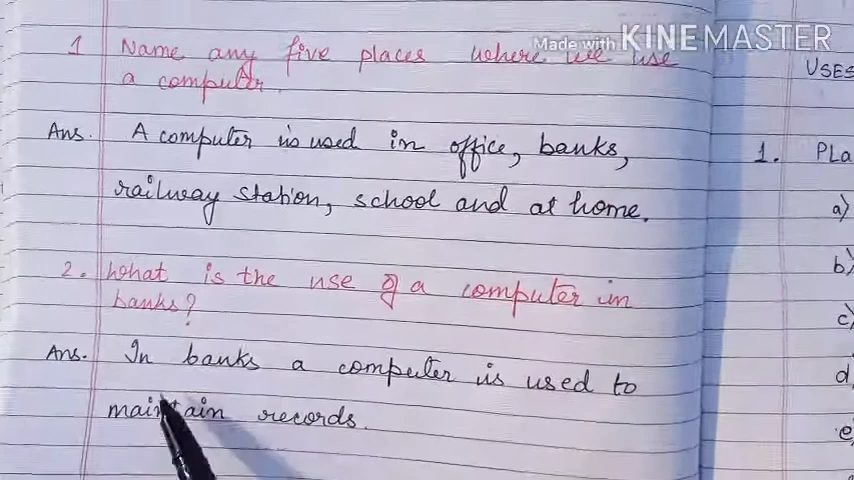 Made with KINEMASTER
1 Name any five places where we use
a computer.
Ans. A computer is used in office, banks,
railway station, school and at home.
2. What is the use of a computer in
banks?
Ans. In banks a computer is used to
maintain records.
USES
1. PLA
a)
b)
c)
d
e